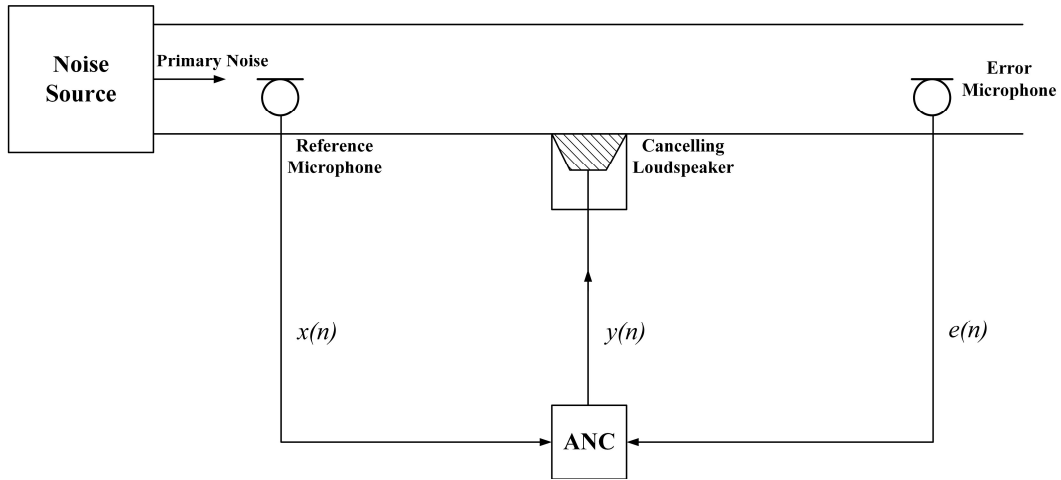 Noise
Source
Primary Noise
Error
Microphone
Reference
Microphone
Cancelling
Loudspeaker
x(n)
y(n)
e(n)
ANC